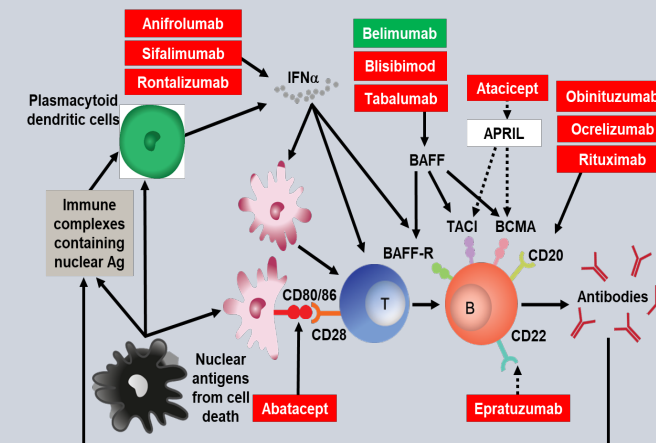 Anifrolumab
Sifalimumab
Rontalizumab
IFNα
Belimumab
Blisibimod
Tabalumab
Atacicept
APRIL
Obinituzumab
Ocrelizumab
Rituximab
Plasmacytoid
dendritic cells
BAFF
Immune
complexes
containing
nuclear Ag
TACI
BCMA
BAFF-R
CD20
CD80/86
T
B
Antibodies
CD28
CD22
Nuclear
antigens
from cell
death
Abatacept
Epratuzumab